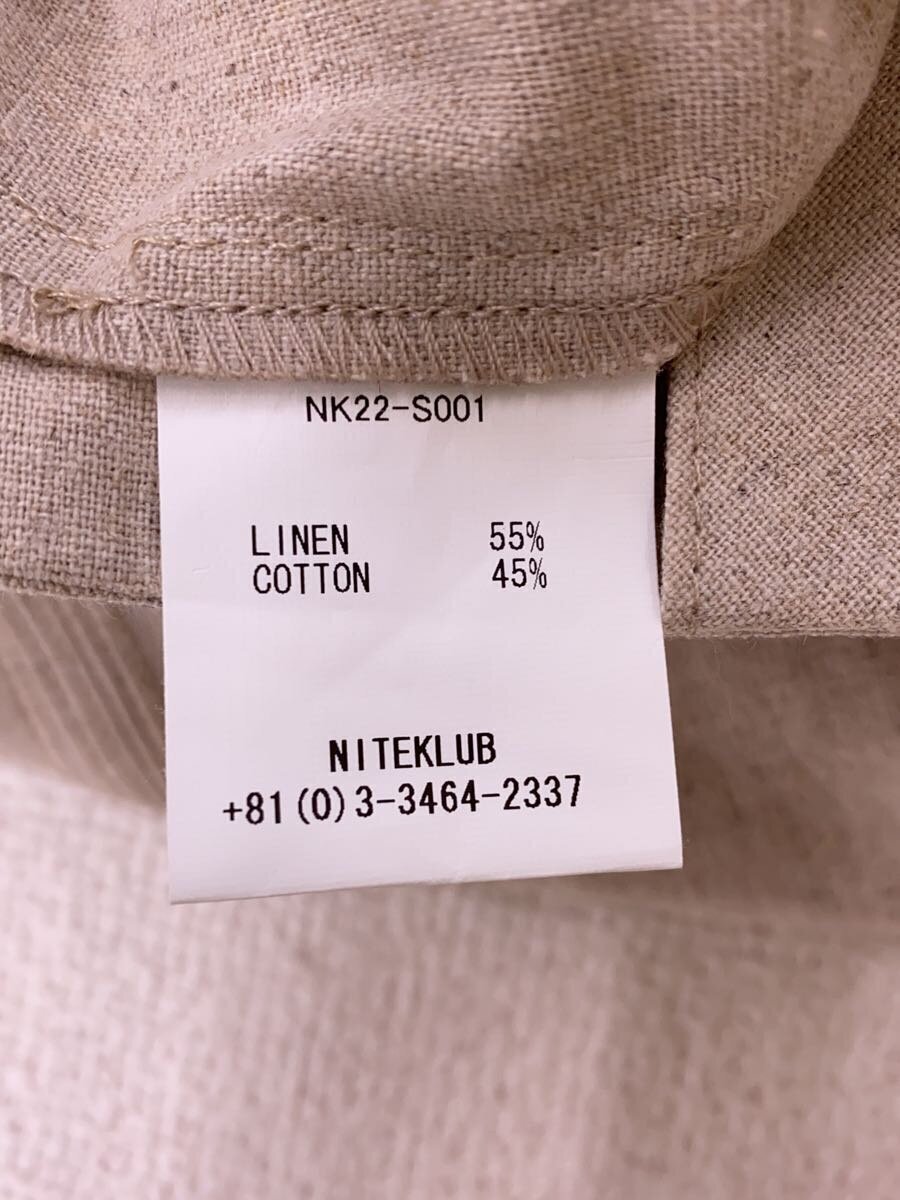 NK22-S001
LINEN 55%
COTTON 45%
NITEKLUB
+81(0)3-3464-2337